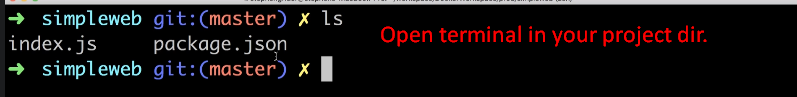 ➜ simpleweb git:(master) ✗ ls
index.js package.json
Open terminal in your project dir.
➜ simpleweb git:(master) ✗